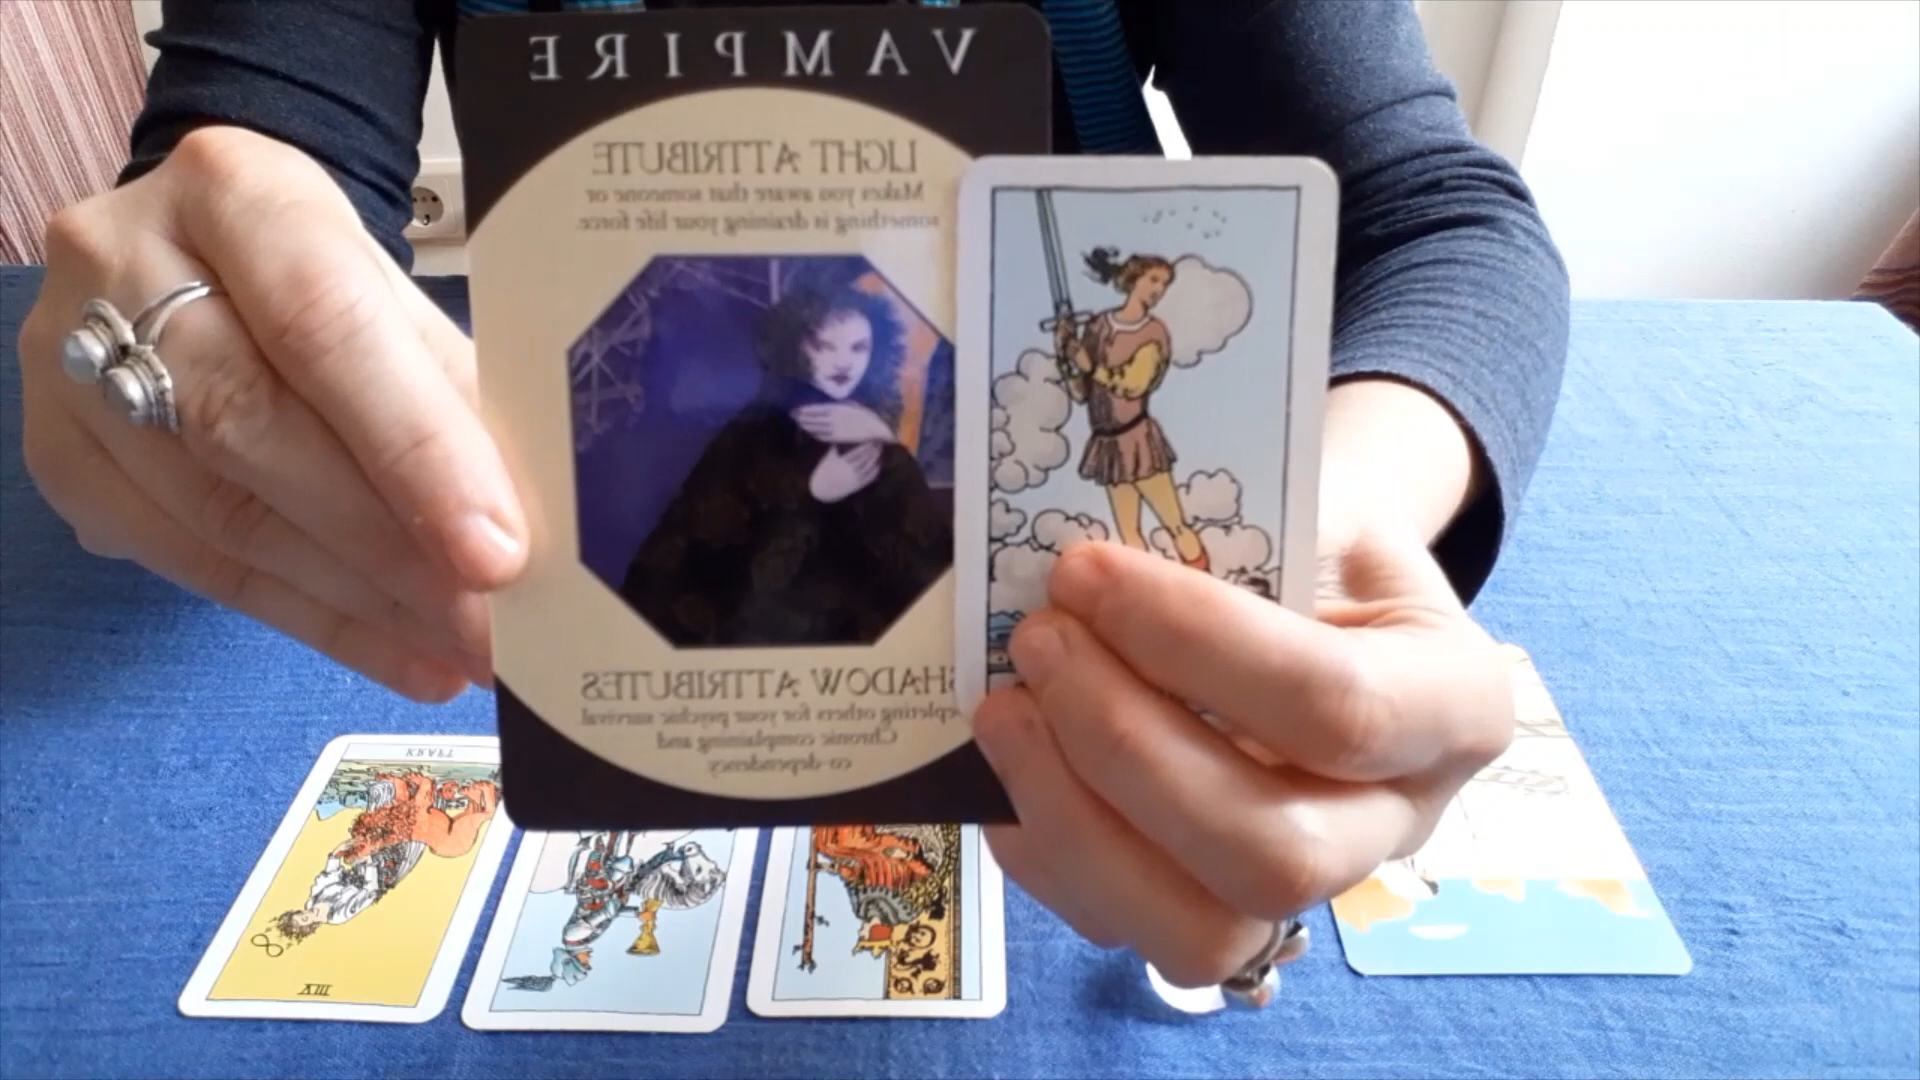 VAMPIRE
LIGHT ATTRIBUTE
Makes you aware that someone or
something is draining your life force.
SHADOW ATTRIBUTES
epleting others for your psychic survival.
Chronic complaining and
co-dependency.
VIII